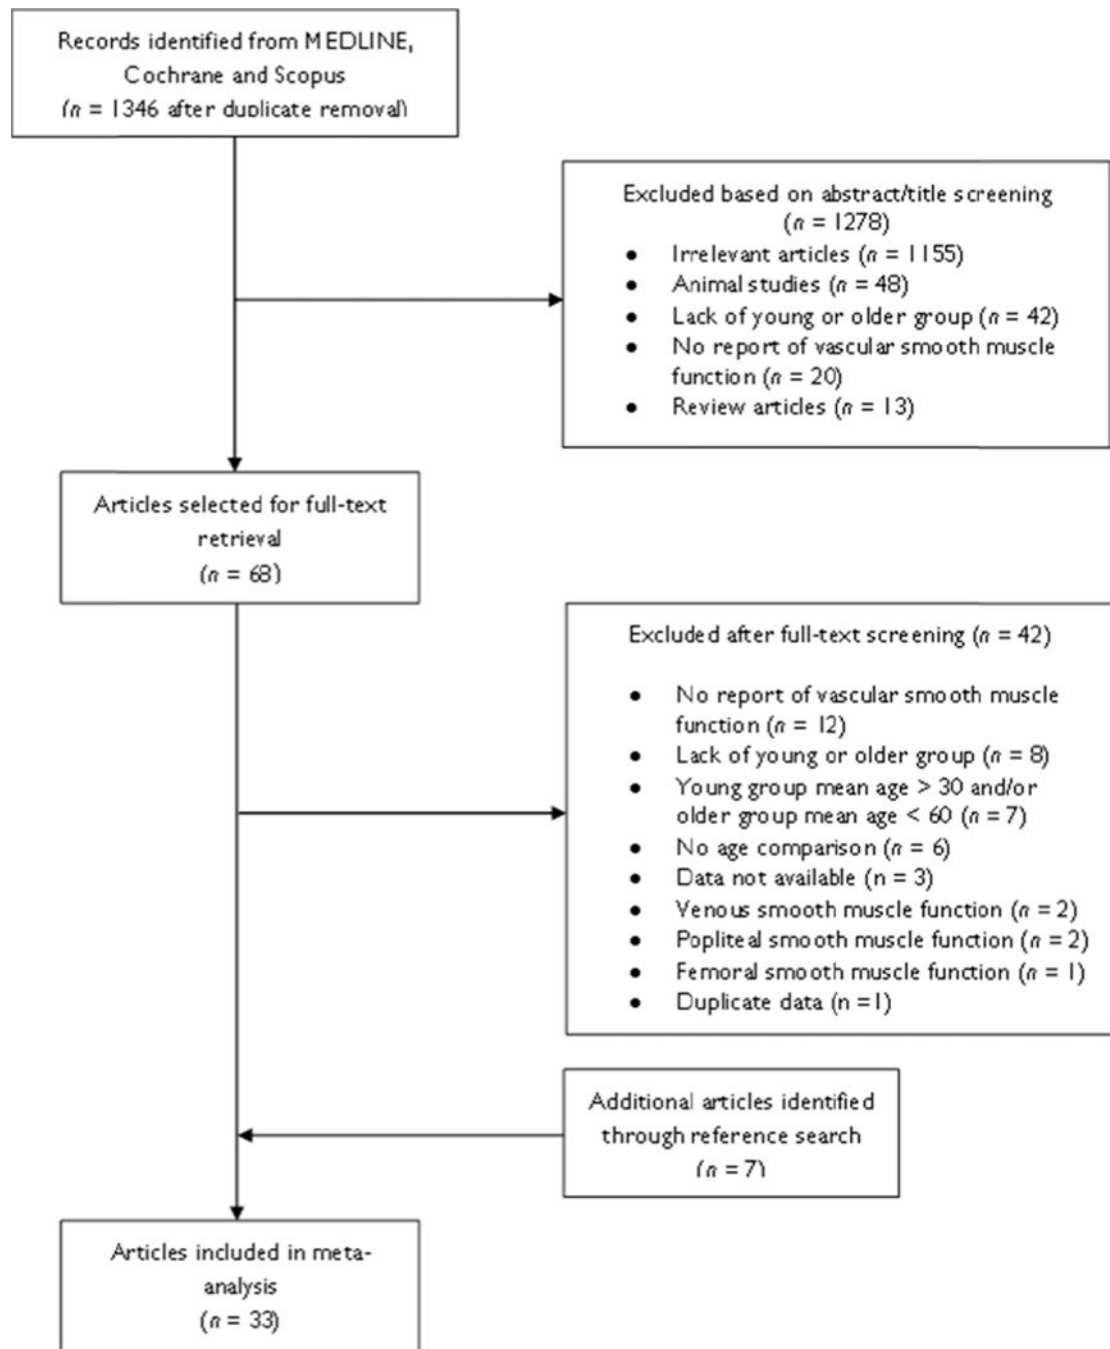 Records identified from MEDLINE,
Cochrane and Scopus
(n = 1346 after duplicate removal)
Excluded based on abstract/title screening
(n = 1278)
• Irrelevant articles (n = 1155)
• Animal studies (n = 48)
• Lack of young or older group (n = 42)
• No report of vascular smooth muscle
function (n = 20)
• Review articles (n = 13)
Articles selected for full-text
retrieval
(n = 68)
Excluded after full-text screening (n = 42)
• No report of vascular smooth muscle
function (n = 12)
• Lack of young or older group (n = 8)
• Young group mean age > 30 and/or
older group mean age < 60 (n = 7)
• No age comparison (n = 6)
• Data not available (n = 3)
• Venous smooth muscle function (n = 2)
• Popliteal smooth muscle function (n = 2)
• Femoral smooth muscle function (n = 1)
• Duplicate data (n =1)
Additional articles identified
through reference search
(n = 7)
Articles included in meta-
analysis
(n = 33)